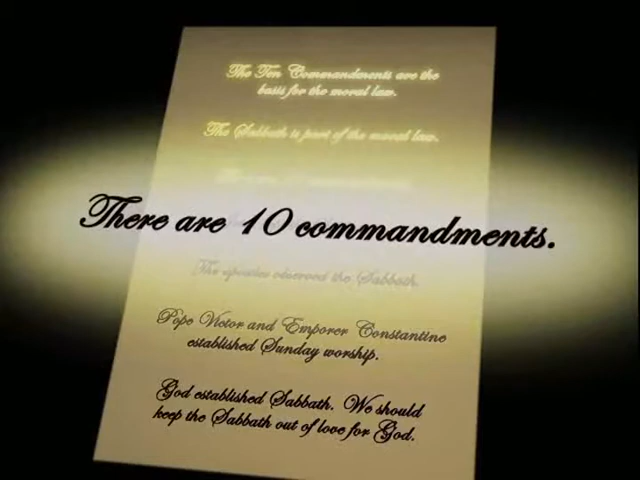 The Ten Commandments are the
basis for the moral law.
The Sabbath is part of the moral law.
There are 10 commandments.
The apostles observed the Sabbath.
Pope Victor and Emporer Constantine
established Sunday worship.
God established Sabbath. We should
keep the Sabbath out of love for God.